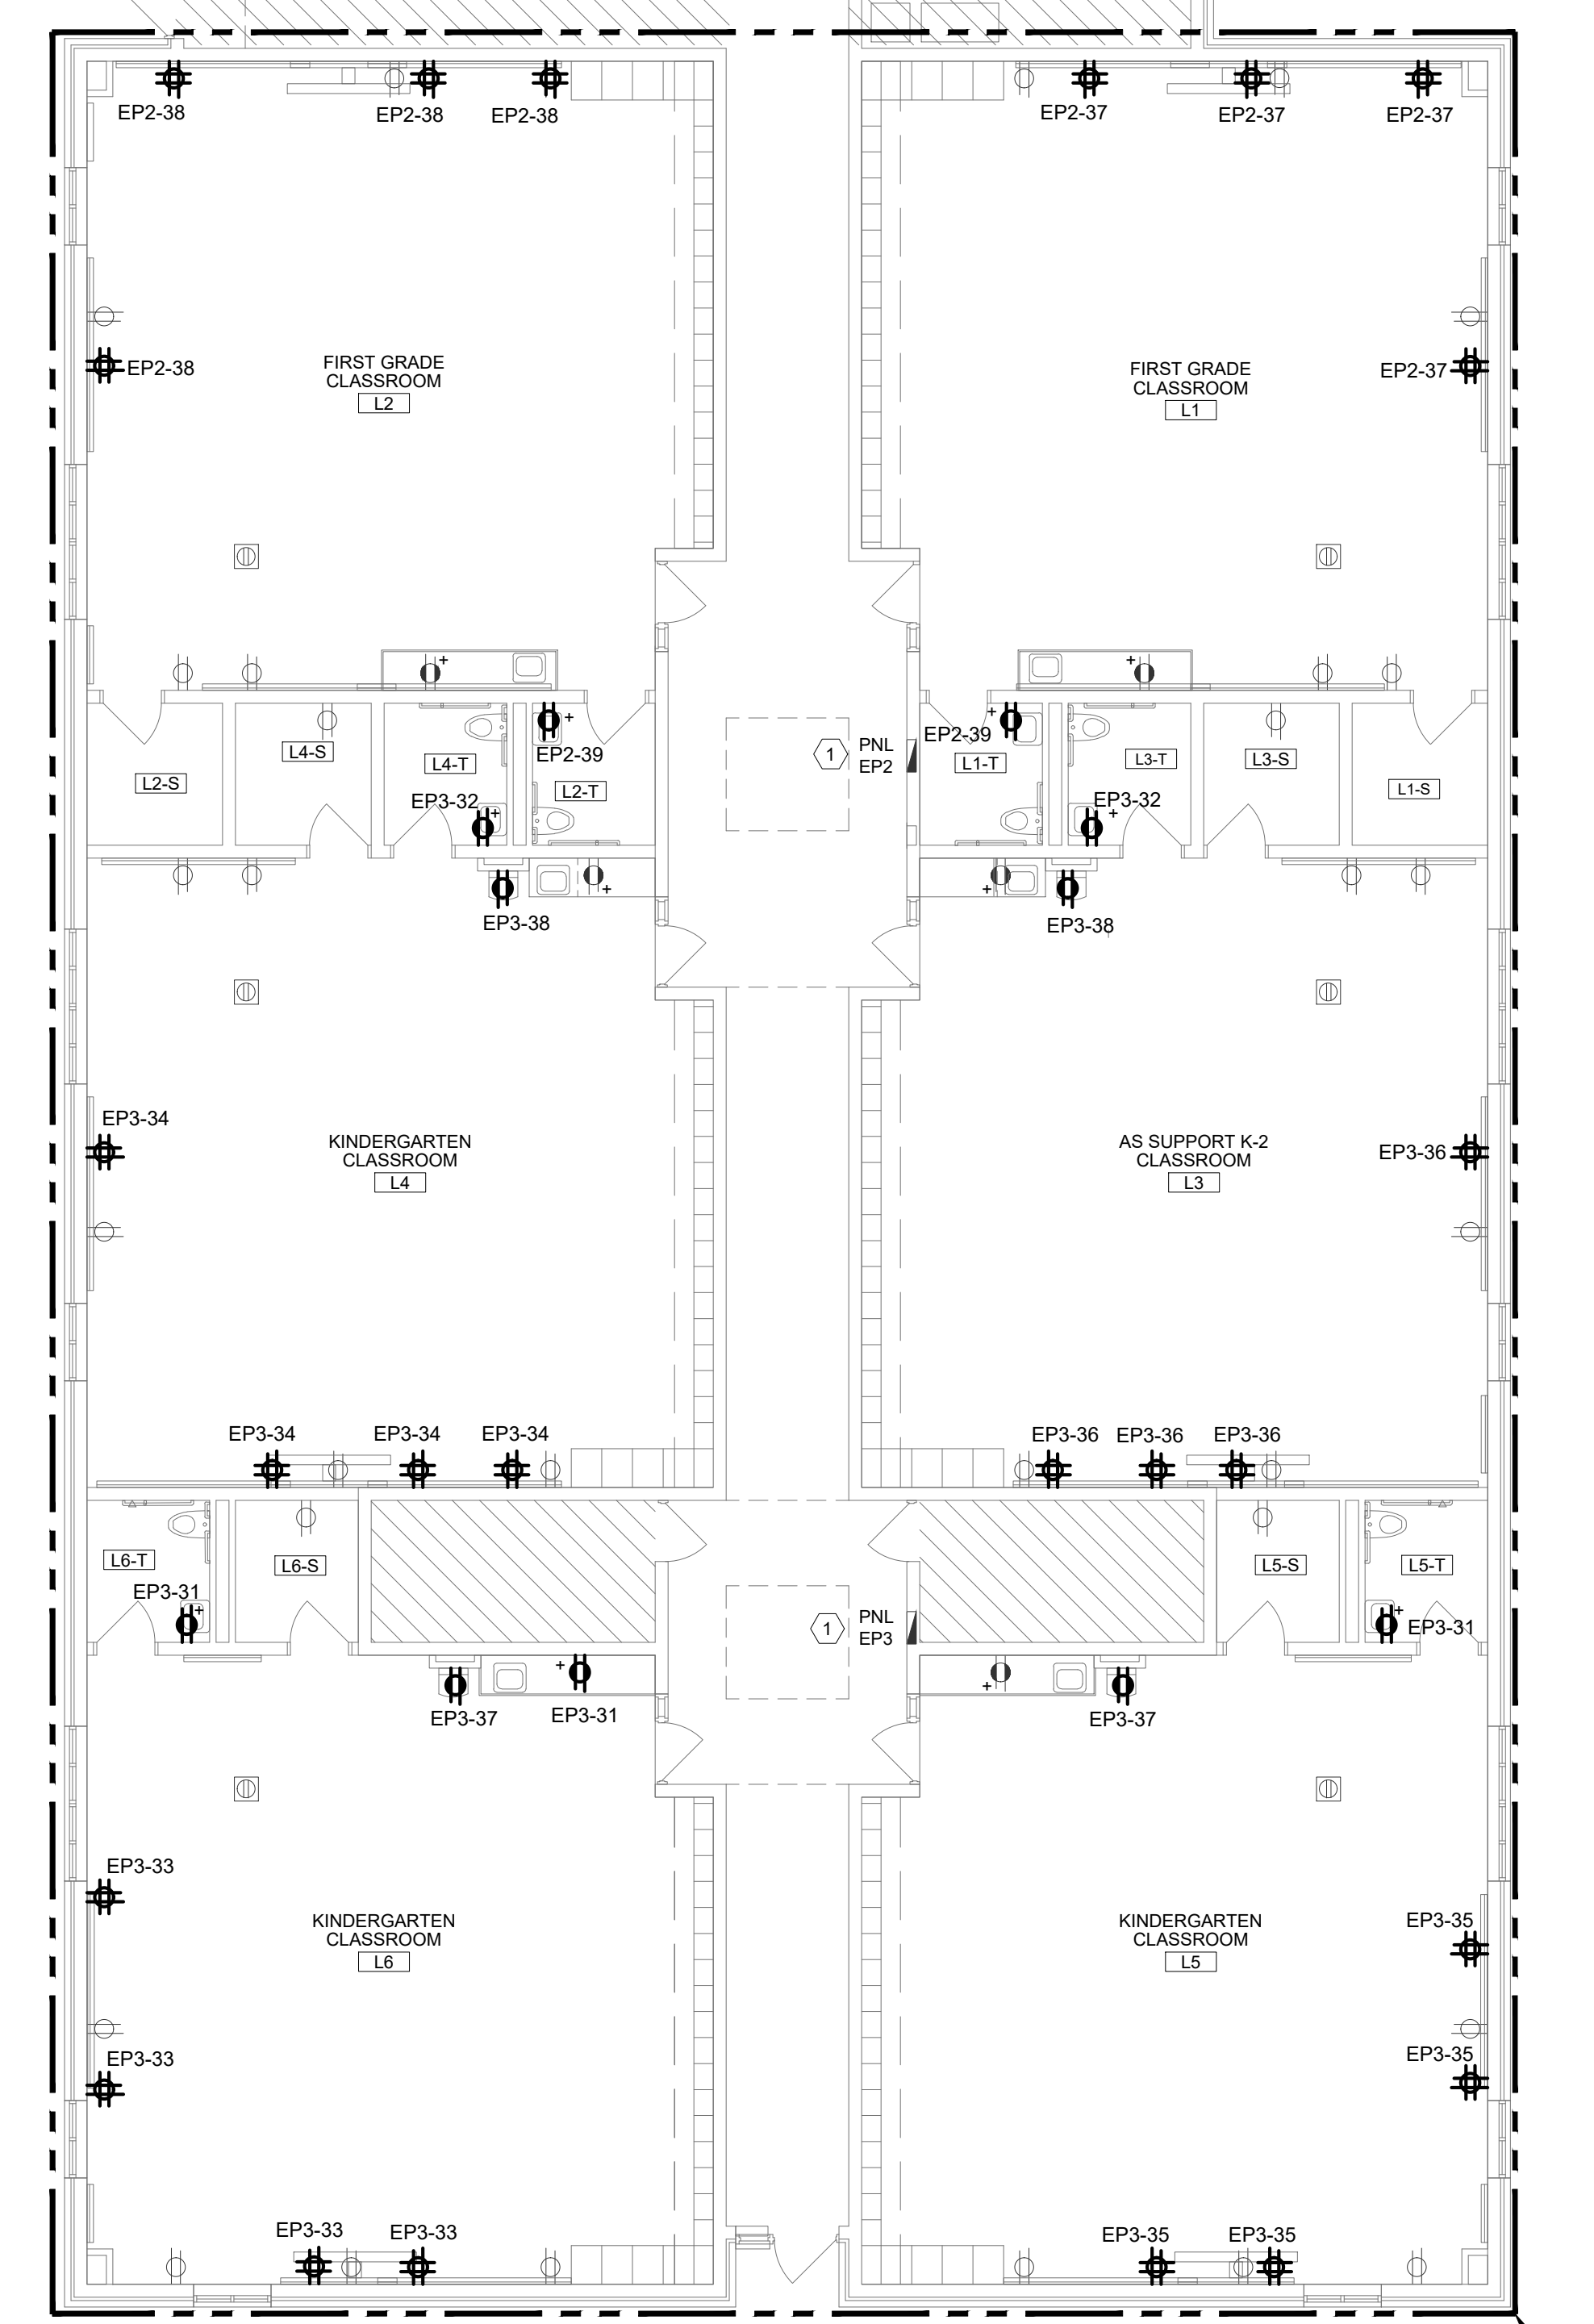 EP2-38
EP2-38
EP2-38
EP2-37
EP2-37
EP2-37
EP2-38
FIRST GRADE
CLASSROOM
L2
FIRST GRADE
CLASSROOM
L1
EP2-37
+
+
L2-S
L4-S
L4-T
EP3-32
+
+
EP2-39
L2-T
1
PNL
EP2
+
EP2-39
L1-T
L3-T
EP3-32
+
L3-S
L1-S
EP3-38
+
+
EP3-38
EP3-34
KINDERGARTEN
CLASSROOM
L4
AS SUPPORT K-2
CLASSROOM
L3
EP3-36
EP3-34
EP3-34
EP3-34
EP3-36
EP3-36
EP3-36
L6-T
EP3-31
+
L6-S
1
PNL
EP3
L5-S
L5-T
+
EP3-31
EP3-37
+
EP3-31
+
EP3-37
EP3-33
KINDERGARTEN
CLASSROOM
L6
KINDERGARTEN
CLASSROOM
L5
EP3-35
EP3-33
EP3-35
EP3-33
EP3-33
EP3-35
EP3-35